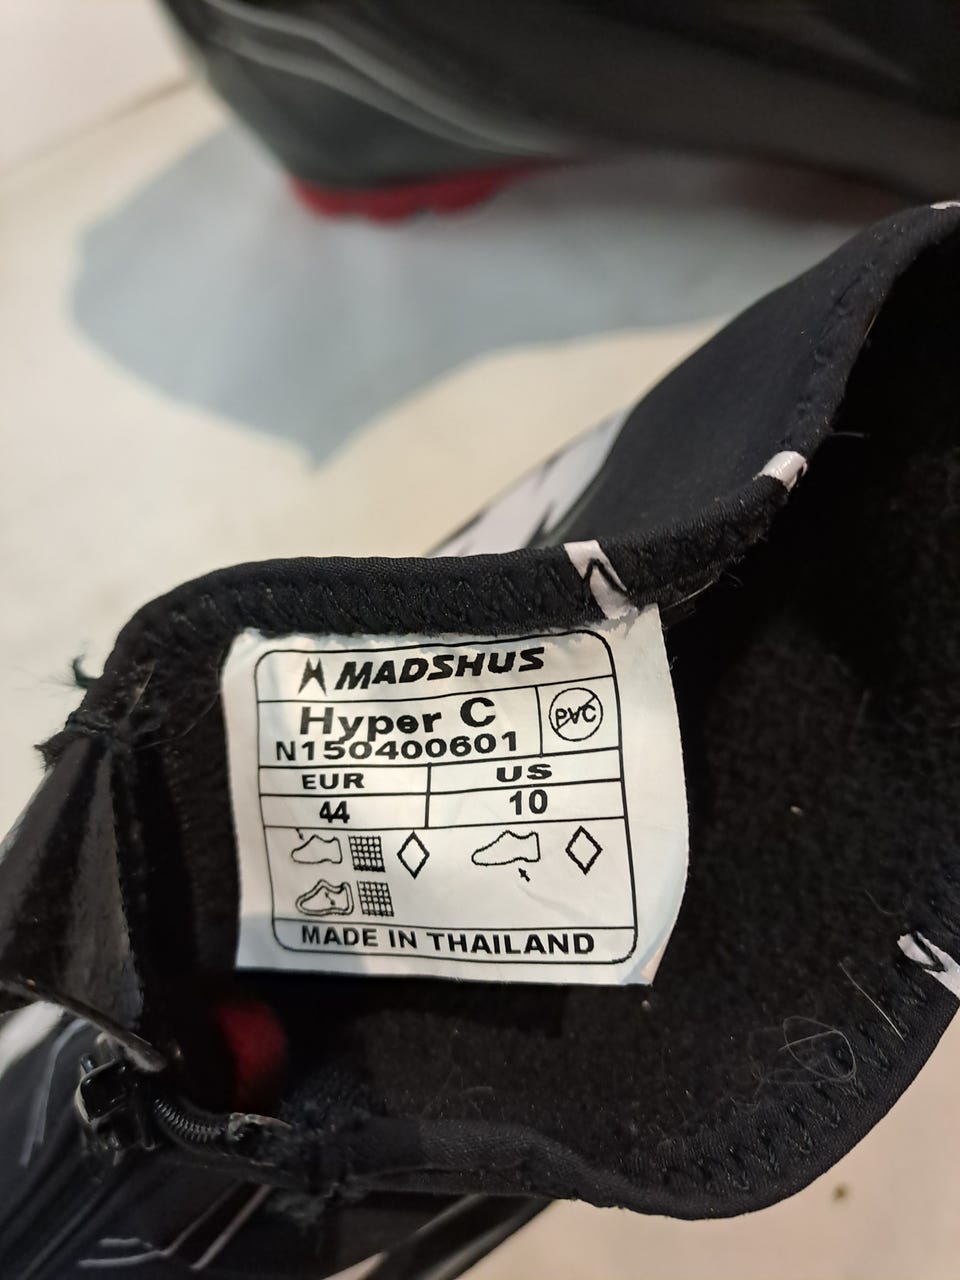 MADSHUS
Hyper C
PVC
N150400601
EUR US
44 10
MADE IN THAILAND